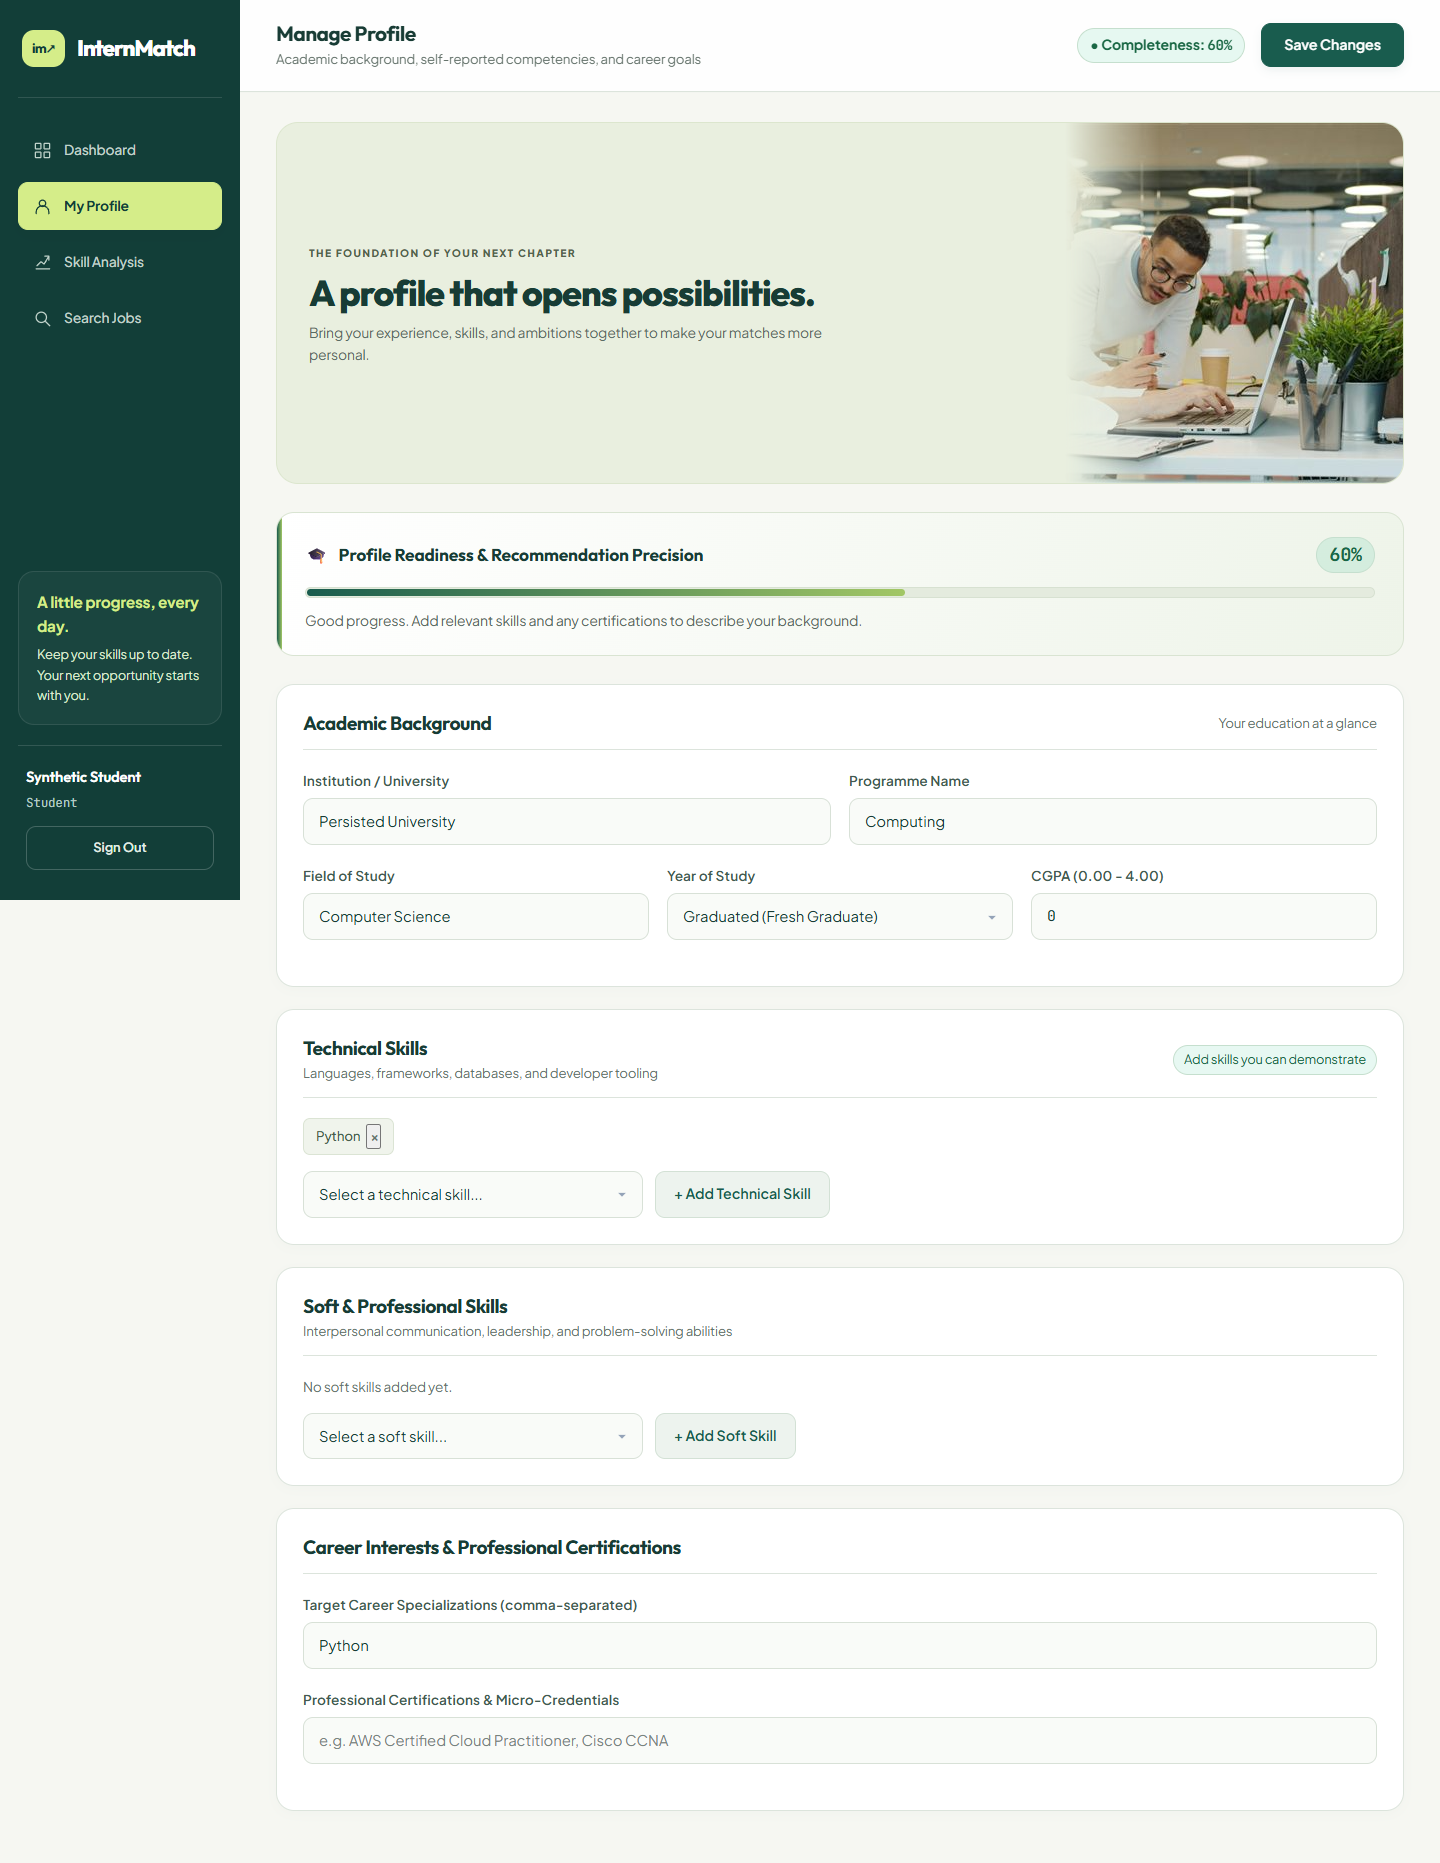 im↗ InternMatch
Dashboard
My Profile
Skill Analysis
Search Jobs
A little progress, every
day.
Keep your skills up to date.
Your next opportunity starts
with you.
Synthetic Student
Student
Sign Out
Manage Profile
Academic background, self-reported competencies, and career goals
● Completeness: 60%
Save Changes
THE FOUNDATION OF YOUR NEXT CHAPTER
A profile that opens possibilities.
Bring your experience, skills, and ambitions together to make your matches more
personal.
Profile Readiness & Recommendation Precision
60%
Good progress. Add relevant skills and any certifications to describe your background.
Academic Background
Your education at a glance
Institution / University
Programme Name
Persisted University
Computing
Field of Study
Year of Study
CGPA (0.00 - 4.00)
Computer Science
Graduated (Fresh Graduate)
0
Technical Skills
Languages, frameworks, databases, and developer tooling
Add skills you can demonstrate
Python ×
Select a technical skill...
+ Add Technical Skill
Soft & Professional Skills
Interpersonal communication, leadership, and problem-solving abilities
No soft skills added yet.
Select a soft skill...
+ Add Soft Skill
Career Interests & Professional Certifications
Target Career Specializations (comma-separated)
Python
Professional Certifications & Micro-Credentials
e.g. AWS Certified Cloud Practitioner, Cisco CCNA